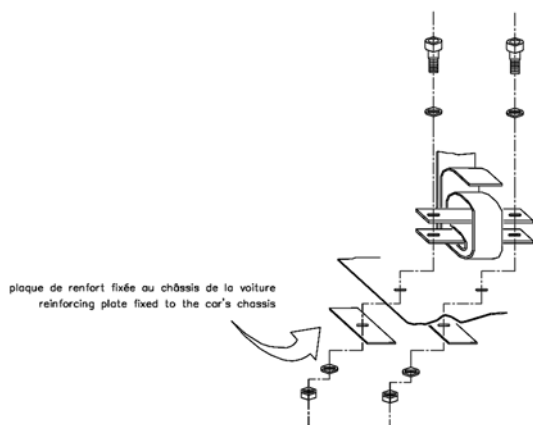 plaque de renfort fixée au châssis de la voiture
reinforcing plate fixed to the car's chassis